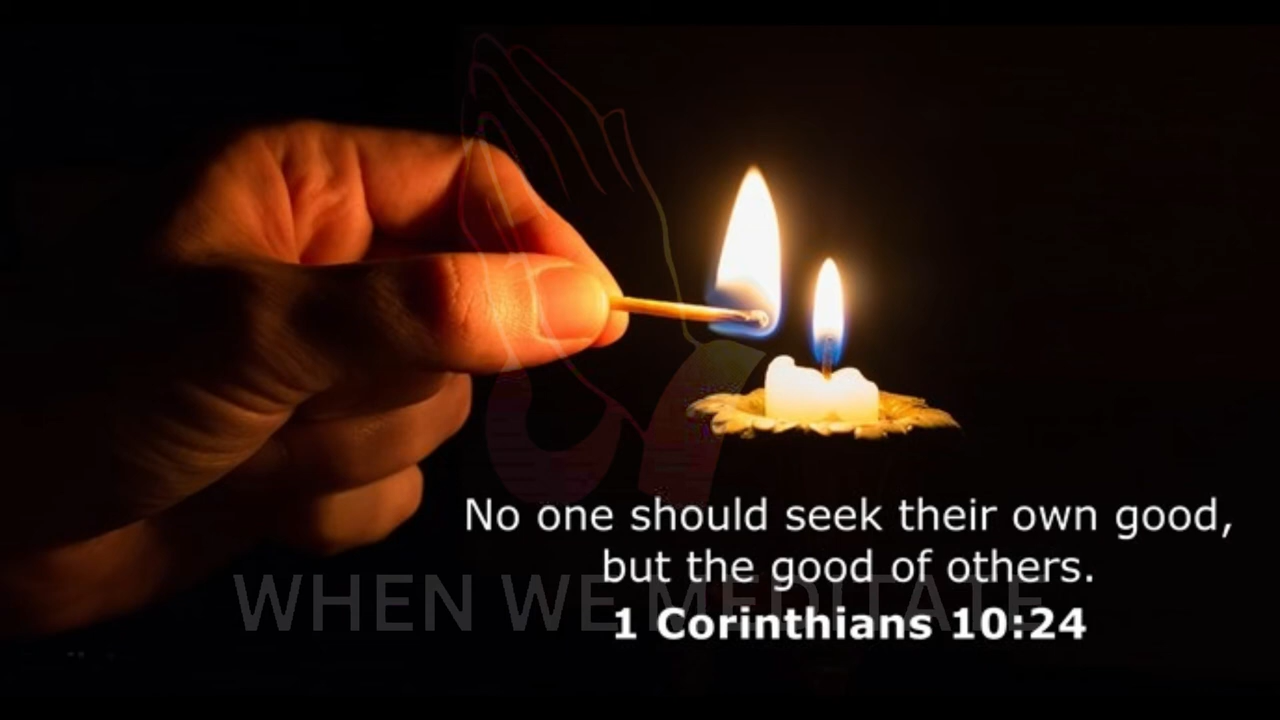 No one should seek their own good,
but the good of others.
WHEN WE MEDITATE
1 Corinthians 10:24